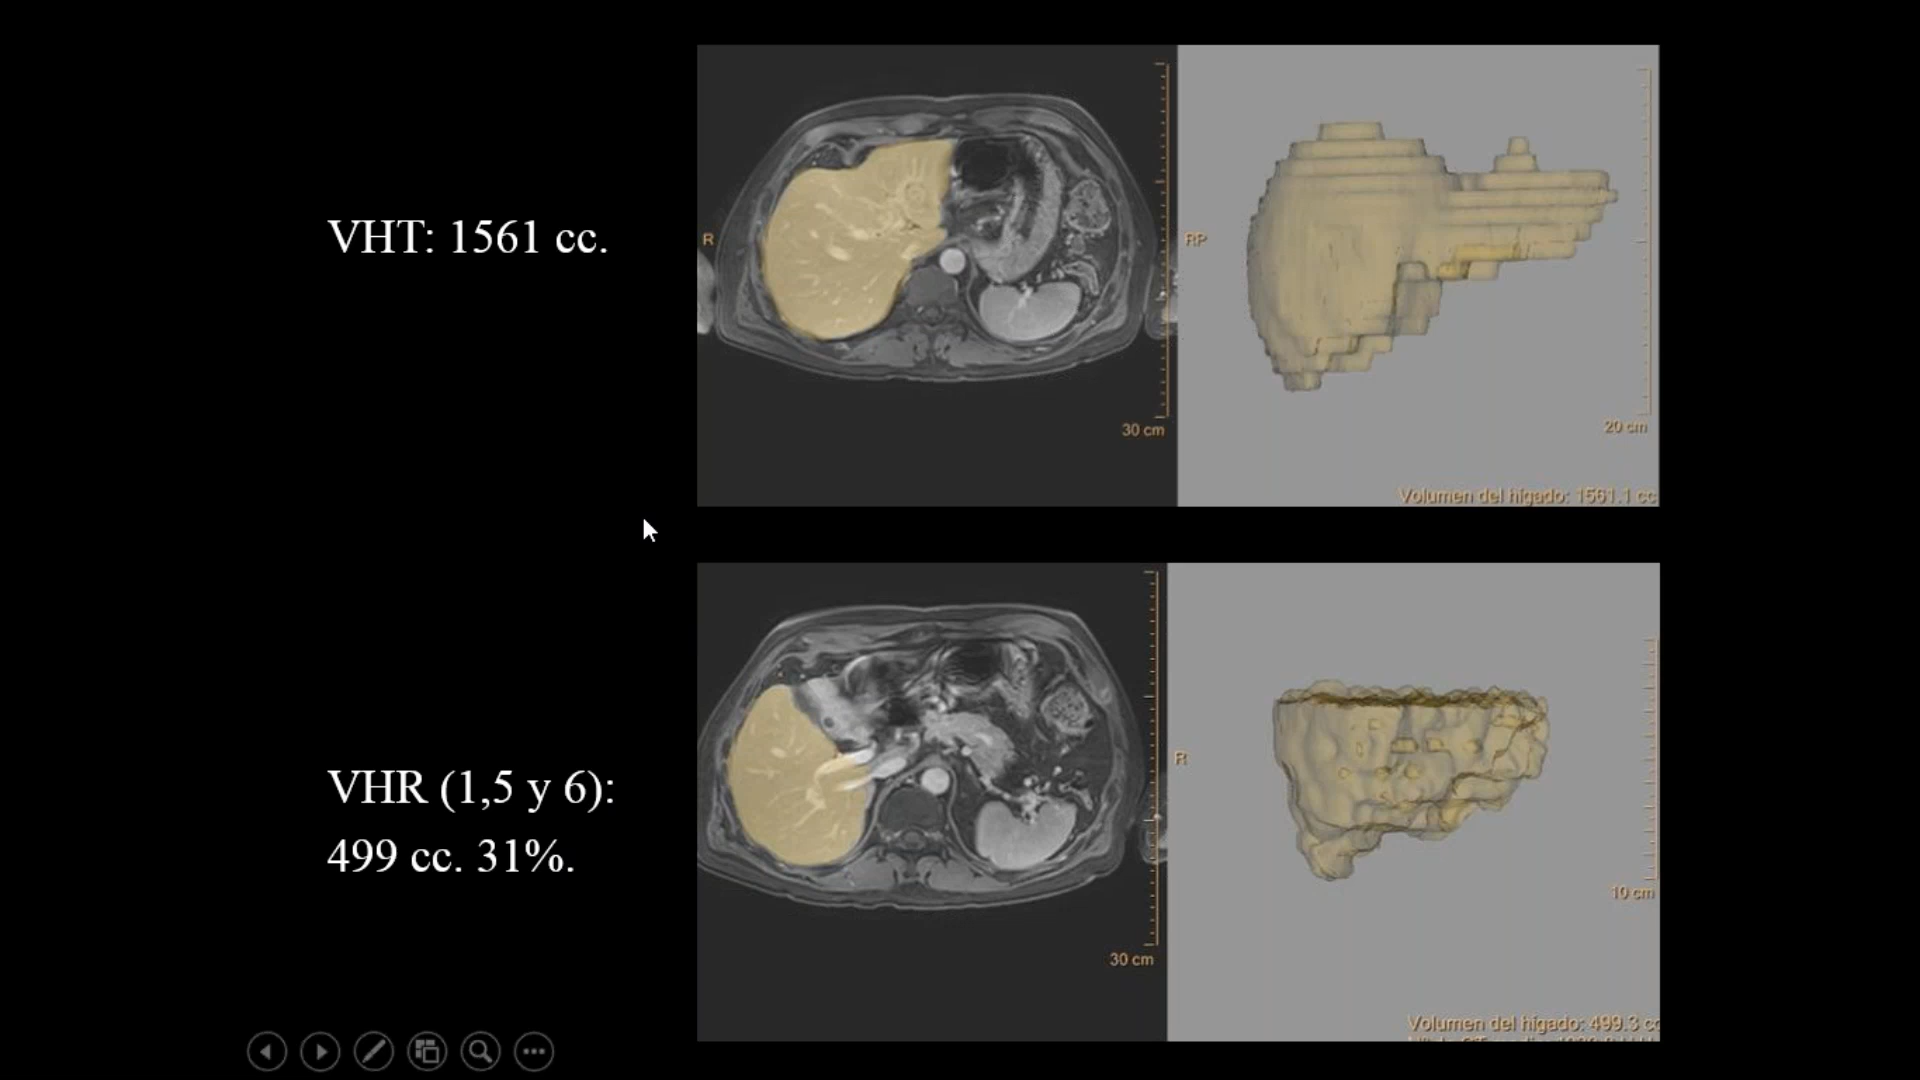 VHT: 1561 cc.
R
30 cm
RP
20 cm
Volumen del hígado: 1561.1 cc
VHR (1,5 y 6):
499 cc. 31%.
30 cm
R
10 cm
Volumen del hígado: 499.3 cc